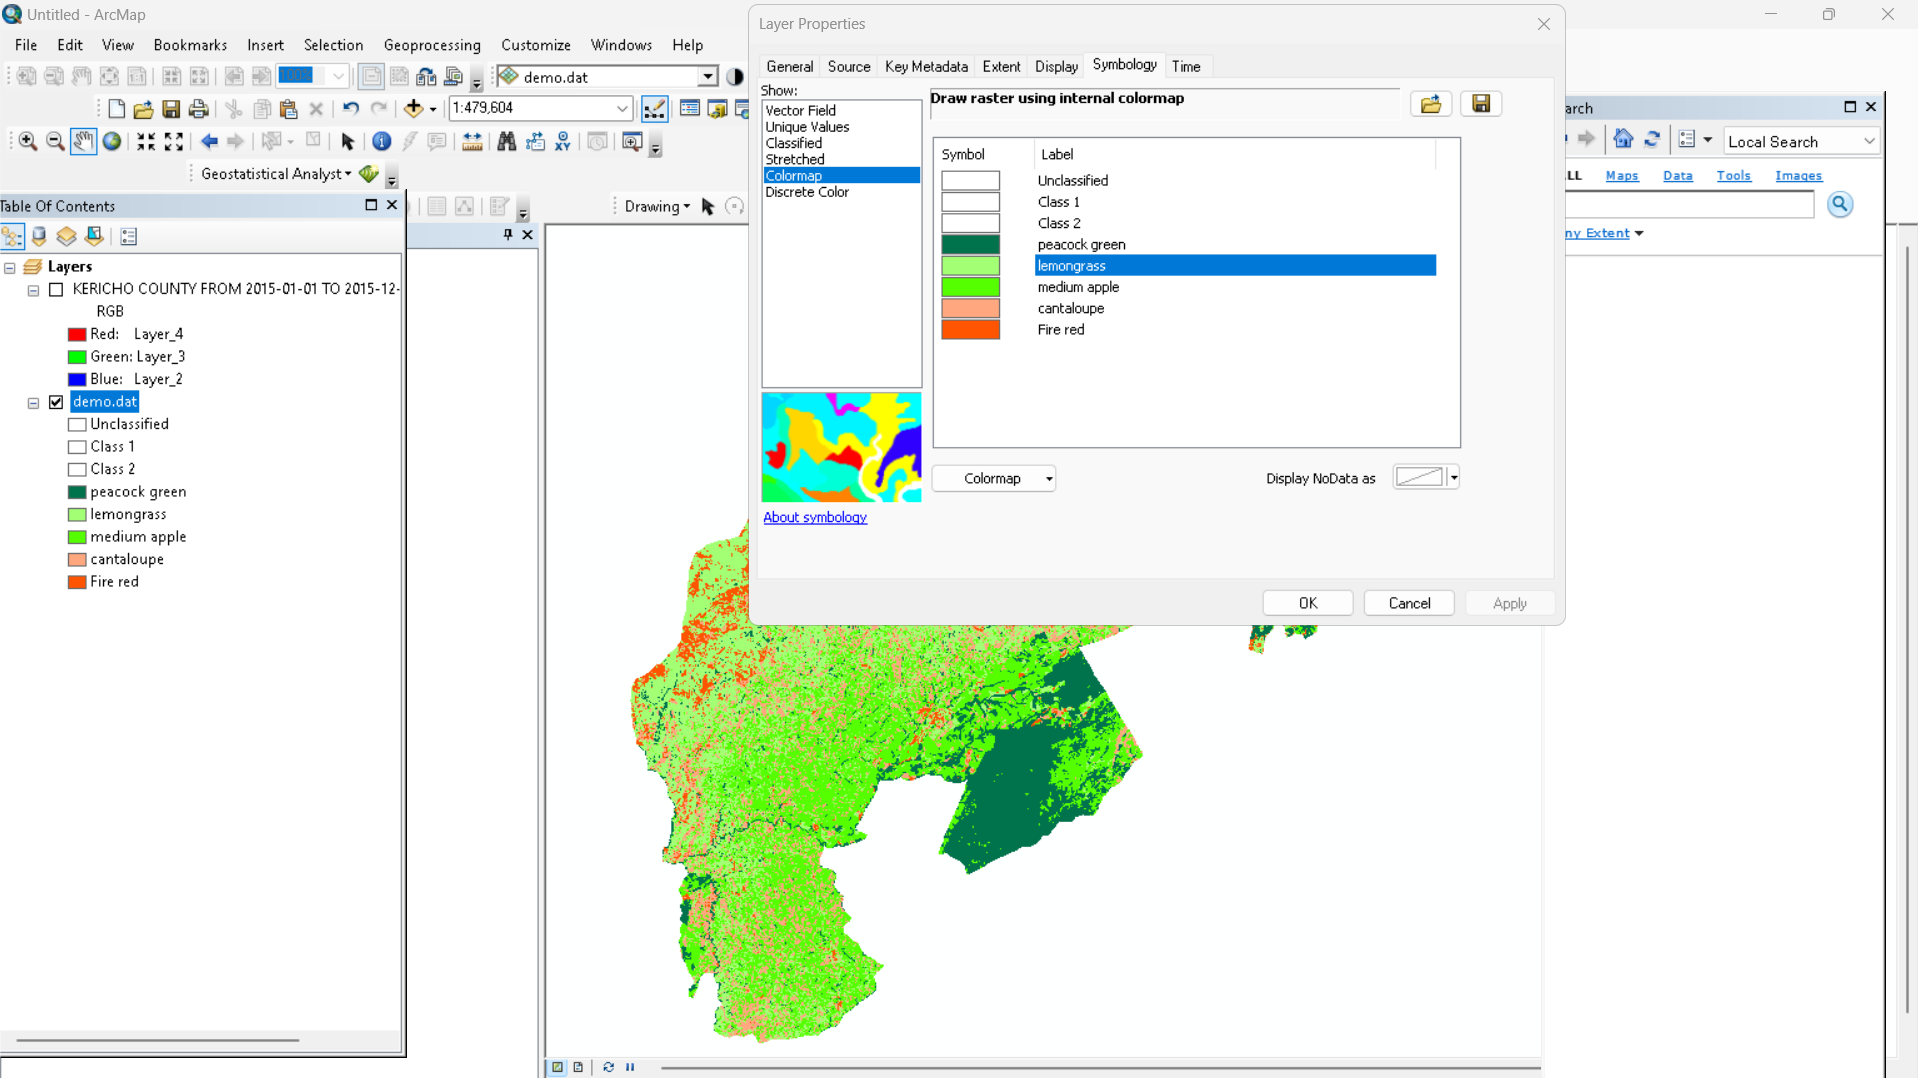 Untitled - ArcMap
File Edit View Bookmarks Insert Selection Geoprocessing Customize Windows Help
100%
demo.dat
1:479,604
Geostatistical Analyst
Drawing
Table Of Contents
Layers
KERICHO COUNTY FROM 2015-01-01 TO 2015-12-
RGB
Red: Layer_4
Green: Layer_3
Blue: Layer_2
demo.dat
Unclassified
Class 1
Class 2
peacock green
lemongrass
medium apple
cantaloupe
Fire red
Layer Properties
General Source Key Metadata Extent Display Symbology Time
Show:
Vector Field
Unique Values
Classified
Stretched
Colormap
Discrete Color
About symbology
Draw raster using internal colormap
Symbol Label
Unclassified
Class 1
Class 2
peacock green
lemongrass
medium apple
cantaloupe
Fire red
Colormap
Display NoData as
OK Cancel Apply
arch
Local Search
LL Maps Data Tools Images
ny Extent